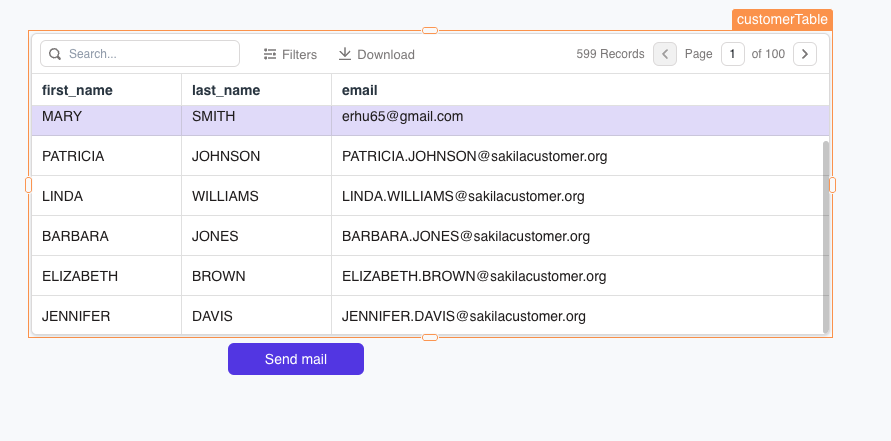 customerTable
Search... Filters Download 599 Records Page 1 of 100
first_name last_name email
MARY SMITH erhu65@gmail.com
PATRICIA JOHNSON PATRICIA.JOHNSON@sakilacustomer.org
LINDA WILLIAMS LINDA.WILLIAMS@sakilacustomer.org
BARBARA JONES BARBARA.JONES@sakilacustomer.org
ELIZABETH BROWN ELIZABETH.BROWN@sakilacustomer.org
JENNIFER DAVIS JENNIFER.DAVIS@sakilacustomer.org
Send mail